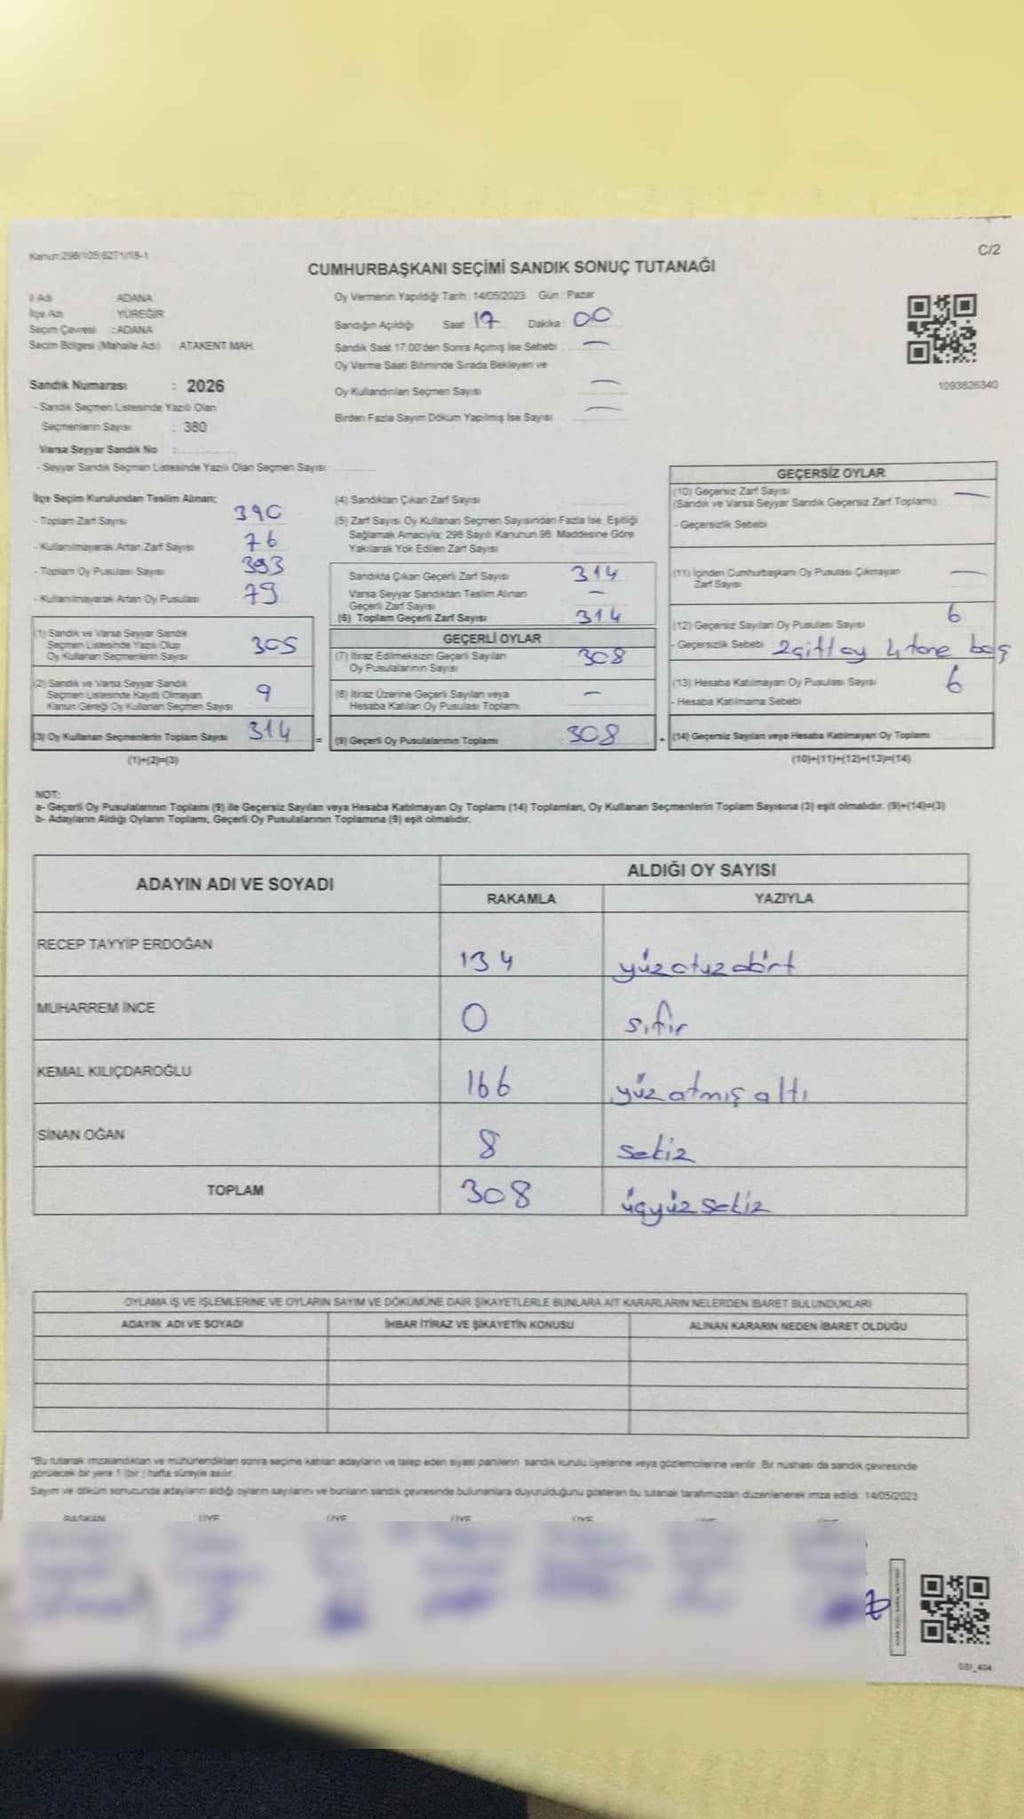 Kanun:298/105;6271/18-1
C/2
CUMHURBAŞKANI SEÇİMİ SANDIK SONUÇ TUTANAĞI
İl Adı ADANA
İlçe Adı YÜREĞİR
Seçim Çevresi : ADANA
Seçim Bölgesi (Mahalle Adı) ATAKENT MAH.
Oy Vermenin Yapıldığı Tarih : 14/05/2023 Gün : Pazar
Sandığın Açıldığı Saat 17 Dakika 00
Sandık Saat 17:00'den Sonra Açılmış İse Sebebi —
Oy Verme Saati Bitiminde Sırada Bekleyen ve
Oy Kullandırılan Seçmen Sayısı —
Birden Fazla Sayım Döküm Yapılmış İse Sayısı —
1093826340
Sandık Numarası : 2026
- Sandık Seçmen Listesinde Yazılı Olan
Seçmenlerin Sayısı : 380
Varsa Seyyar Sandık No :
- Seyyar Sandık Seçmen Listesinde Yazılı Olan Seçmen Sayısı
İlçe Seçim Kurulundan Teslim Alınan;
- Toplam Zarf Sayısı 390
- Kullanılmayarak Artan Zarf Sayısı 76
- Toplam Oy Pusulası Sayısı 393
- Kullanılmayarak Artan Oy Pusulası 79
(1) Sandık ve Varsa Seyyar Sandık
Seçmen Listesinde Yazılı Olup
Oy Kullanan Seçmenlerin Sayısı 305
(2) Sandık ve Varsa Seyyar Sandık
Seçmen Listesinde Kayıtlı Olmayan
Kanun Gereği Oy Kullanan Seçmen Sayısı 9
(3) Oy Kullanan Seçmenlerin Toplam Sayısı 314 =
(1)+(2)=(3)
(4) Sandıktan Çıkan Zarf Sayısı
(5) Zarf Sayısı Oy Kullanan Seçmen Sayısından Fazla İse, Eşitliği
Sağlamak Amacıyla; 298 Sayılı Kanunun 98. Maddesine Göre
Yakılarak Yok Edilen Zarf Sayısı
Sandıkta Çıkan Geçerli Zarf Sayısı 314
Varsa Seyyar Sandıktan Teslim Alınan
Geçerli Zarf Sayısı —
(6) Toplam Geçerli Zarf Sayısı 314
GEÇERLİ OYLAR
(7) İtiraz Edilmeksizin Geçerli Sayılan
Oy Pusulalarının Sayısı 308
(8) İtiraz Üzerine Geçerli Sayılan veya
Hesaba Katılan Oy Pusulası Toplamı —
(9) Geçerli Oy Pusulalarının Toplamı 308 +
GEÇERSİZ OYLAR
(10) Geçersiz Zarf Sayısı
(Sandık ve Varsa Seyyar Sandık Geçersiz Zarf Toplamı) —
- Geçersizlik Sebebi
(11) İçinden Cumhurbaşkanı Oy Pusulası Çıkmayan
Zarf Sayısı —
(12) Geçersiz Sayılan Oy Pusulası Sayısı 6
- Geçersizlik Sebebi 2 çift oy 4 tane boş
(13) Hesaba Katılmayan Oy Pusulası Sayısı 6
- Hesaba Katılmama Sebebi
(14) Geçersiz Sayılan veya Hesaba Katılmayan Oy Toplamı
(10)+(11)+(12)+(13)=(14)
NOT:
a- Geçerli Oy Pusulalarının Toplamı (9) ile Geçersiz Sayılan veya Hesaba Katılmayan Oy Toplamı (14) Toplamları, Oy Kullanan Seçmenlerin Toplam Sayısına (3) eşit olmalıdır. (9)+(14)=(3)
b- Adayların Aldığı Oyların Toplamı, Geçerli Oy Pusulalarının Toplamına (9) eşit olmalıdır.
ADAYIN ADI VE SOYADI
ALDIĞI OY SAYISI
RAKAMLA YAZIYLA
RECEP TAYYİP ERDOĞAN 134 yüz otuz dört
MUHARREM İNCE 0 sıfır
KEMAL KILIÇDAROĞLU 166 yüz atmış altı
SİNAN OĞAN 8 sekiz
TOPLAM 308 üçyüz sekiz
OYLAMA İŞ VE İŞLEMLERİNE VE OYLARIN SAYIM VE DÖKÜMÜNE DAİR ŞİKAYETLERLE BUNLARA AİT KARARLARIN NELERDEN İBARET BULUNDUKLARI
ADAYIN ADI VE SOYADI İHBAR İTİRAZ VE ŞİKAYETİN KONUSU ALINAN KARARIN NEDEN İBARET OLDUĞU
*Bu tutanak imzalandıktan ve mühürlendikten sonra seçime katılan adayların ve talep eden siyasi partilerin sandık kurulu üyelerine veya gözlemcilerine verilir. Bir nüshası da sandık çevresinde
görülecek bir yere 1 (bir) hafta süreyle asılır.
Sayım ve döküm sonucunda adayların aldığı oyların sayılarını ve bunların sandık çevresinde bulunanlara duyurulduğunu gösteren bu tutanak tarafımızdan düzenlenerek imza edildi. 14/05/2023
BAŞKAN ÜYE ÜYE ÜYE ÜYE ÜYE ÜYE